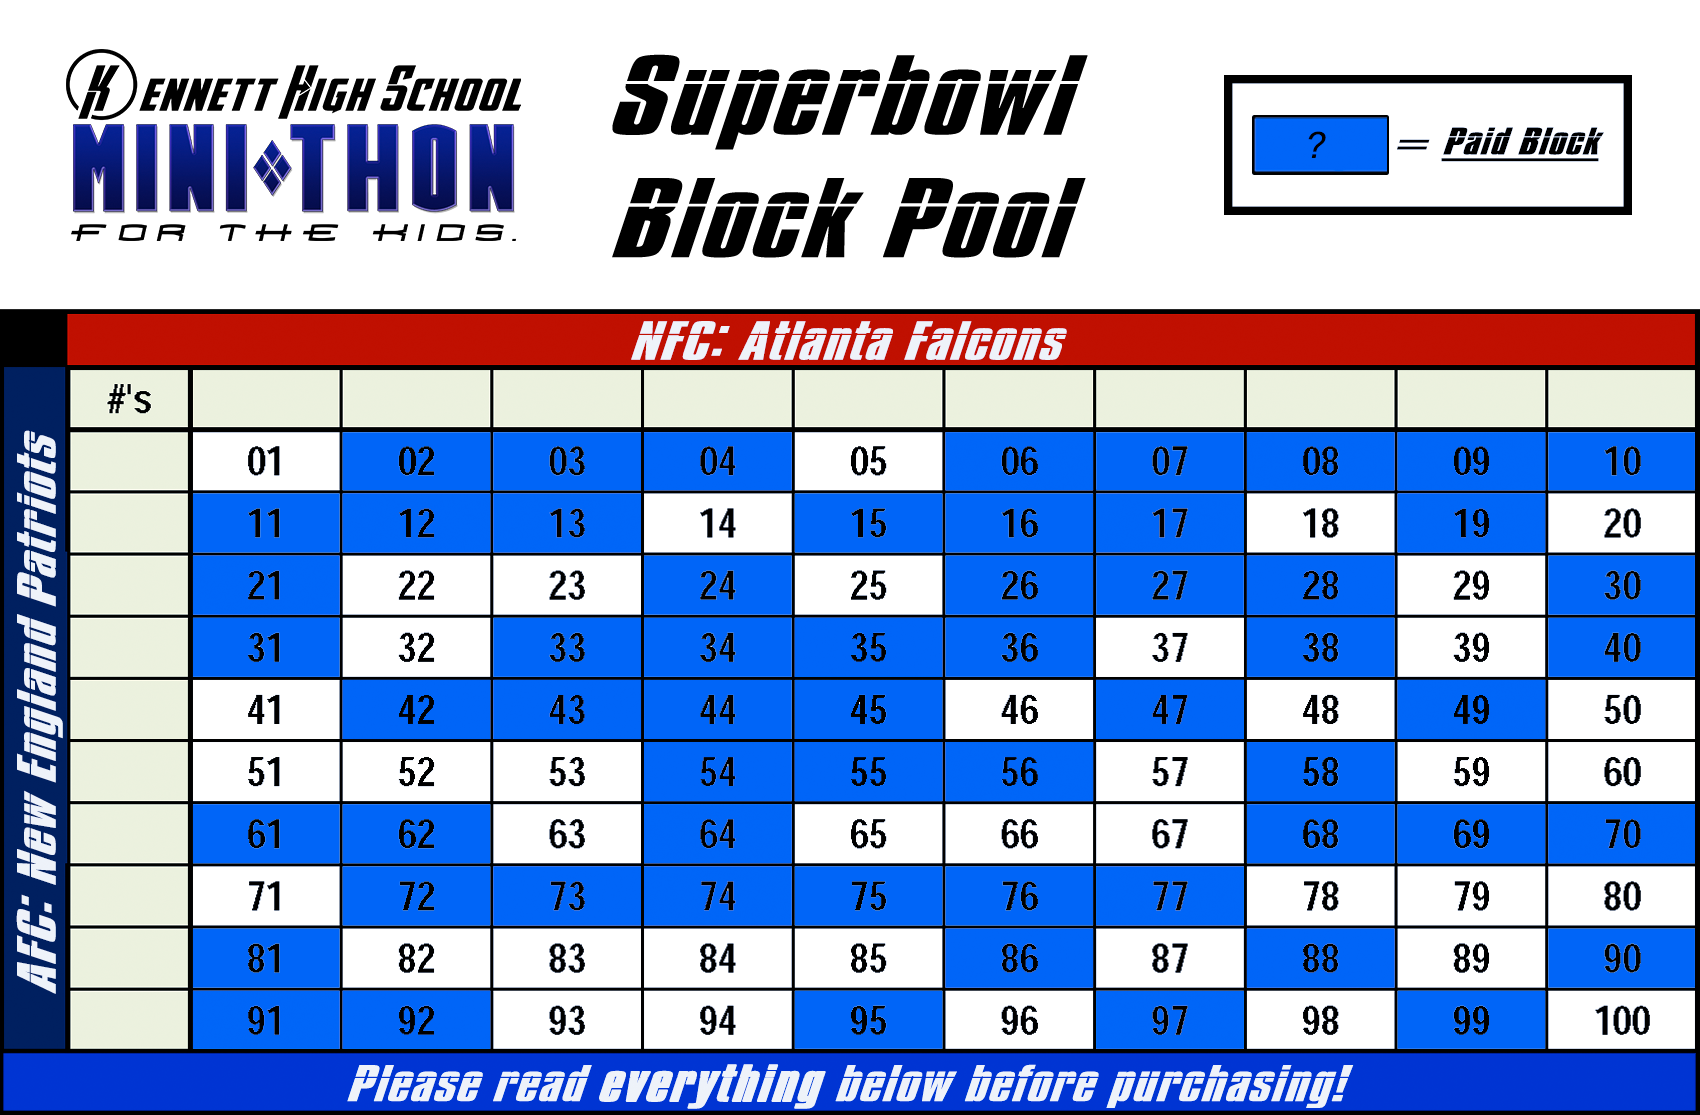 KENNETT HIGH SCHOOL
MINI THON
FOR THE KIDS.
Superbowl
Block Pool
? = Paid Block
NFC: Atlanta Falcons
AFC: New England Patriots
#'s
01 02 03 04 05 06 07 08 09 10
11 12 13 14 15 16 17 18 19 20
21 22 23 24 25 26 27 28 29 30
31 32 33 34 35 36 37 38 39 40
41 42 43 44 45 46 47 48 49 50
51 52 53 54 55 56 57 58 59 60
61 62 63 64 65 66 67 68 69 70
71 72 73 74 75 76 77 78 79 80
81 82 83 84 85 86 87 88 89 90
91 92 93 94 95 96 97 98 99 100
Please read everything below before purchasing!